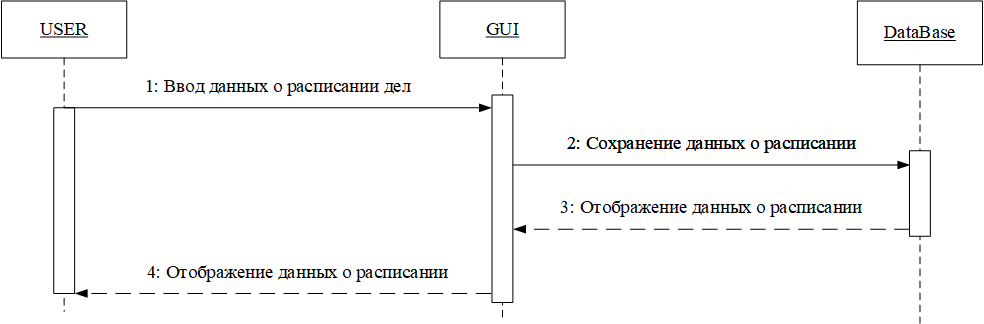 USER
GUI
DataBase
1: Ввод данных о расписании дел
2: Сохранение данных о расписании
3: Отображение данных о расписании
4: Отображение данных о расписании